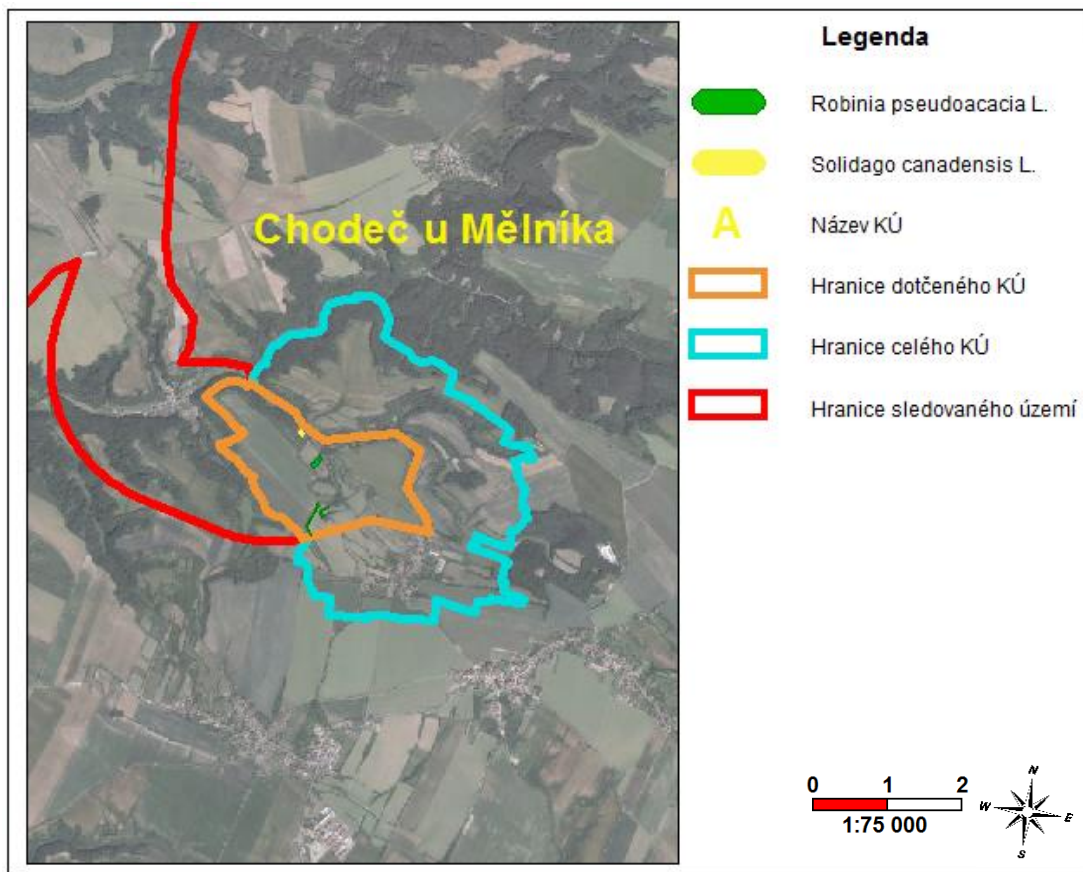 Chodeč u Mělníka
Legenda
Robinia pseudoacacia L.
Solidago canadensis L.
A Název KÚ
Hranice dotčeného KÚ
Hranice celého KÚ
Hranice sledovaného území
0 1 2
1:75 000
N
W E
S